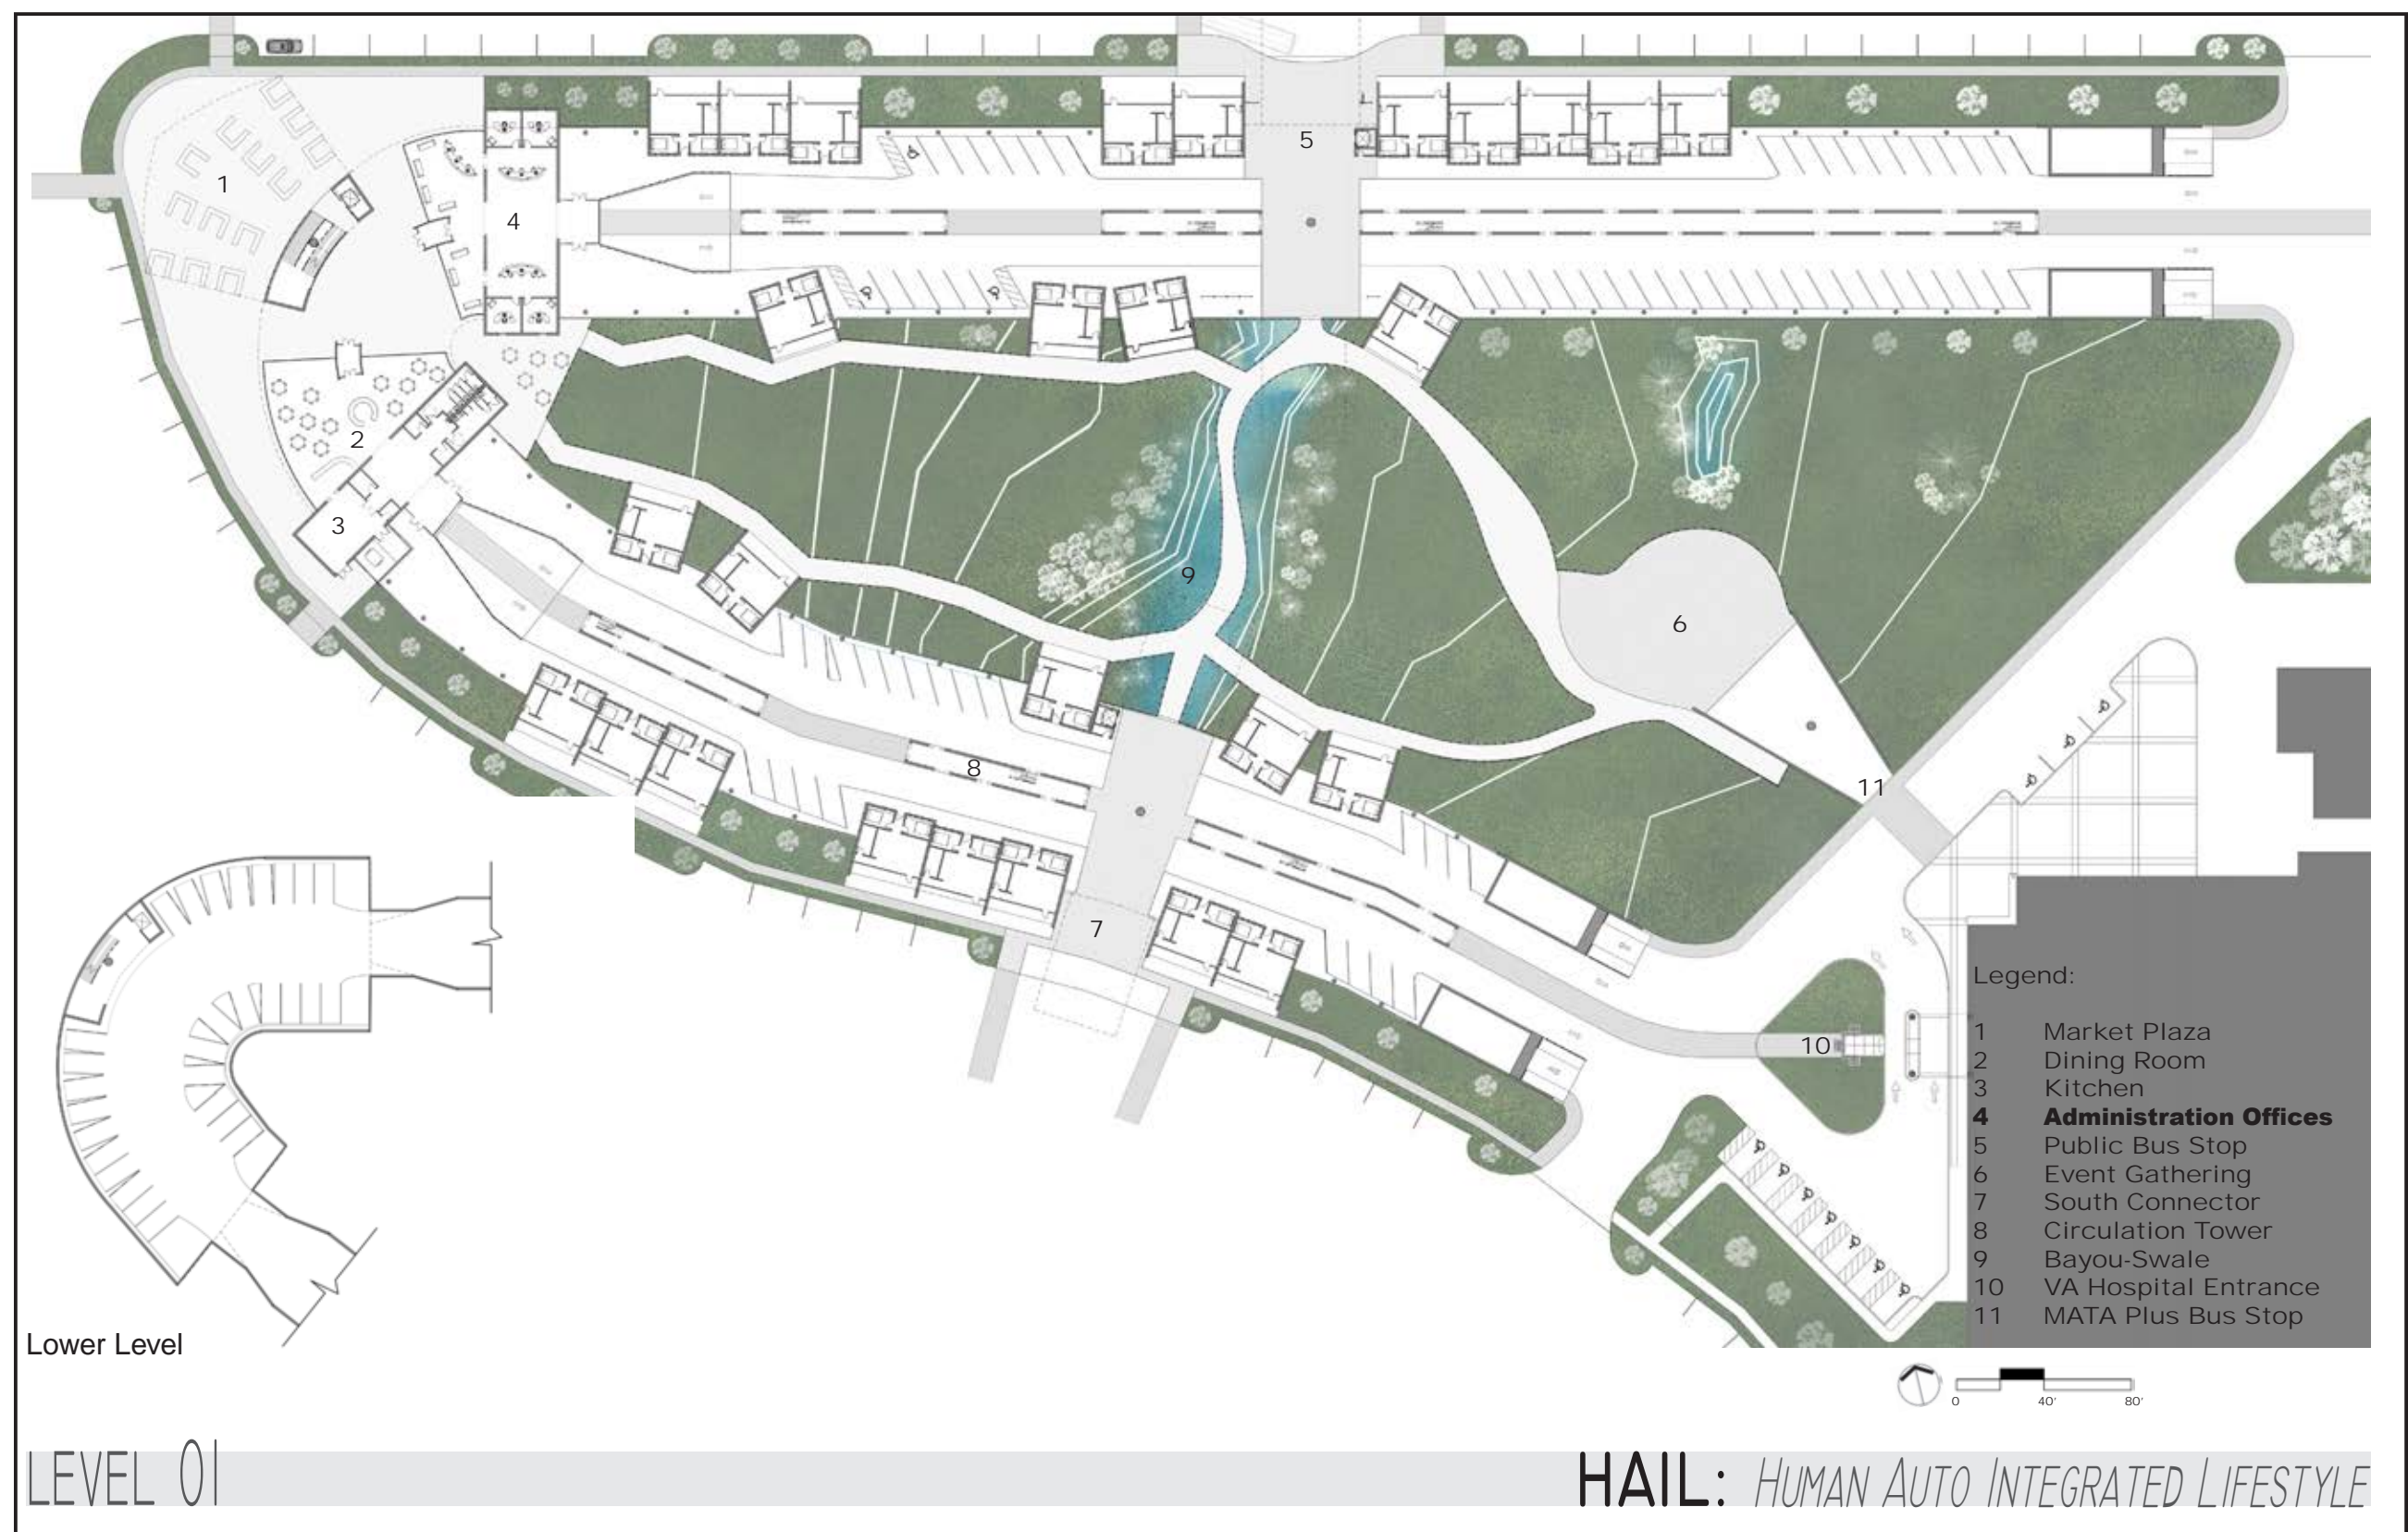 1
5
4
2
3
9
6
8
11
7
10
Legend:
1 Market Plaza
2 Dining Room
3 Kitchen
4 Administration Offices
5 Public Bus Stop
6 Event Gathering
7 South Connector
8 Circulation Tower
9 Bayou-Swale
10 VA Hospital Entrance
11 MATA Plus Bus Stop
Lower Level
0 40' 80'
LEVEL 01
HAIL: HUMAN AUTO INTEGRATED LIFESTYLE